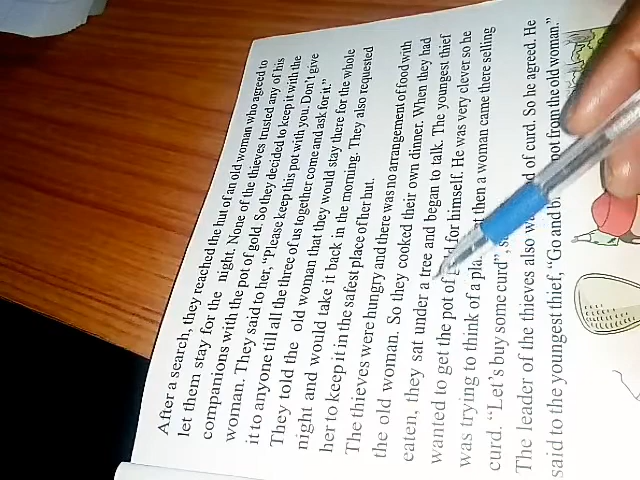 After a search, they reached the hut of an old woman who agreed to
let them stay for the night. None of the thieves trusted any of his
companions with the pot of gold. So they decided to keep it with the
woman. They said to her, "Please keep this pot with you. Don't give
it to anyone till all the three of us together come and ask for it."
They told the old woman that they would stay there for the whole
night and would take it back in the morning. They also requested
her to keep it in the safest place of her hut.
The thieves were hungry and there was no arrangement of food with
the old woman. So they cooked their own dinner. When they had
eaten, they sat under a tree and began to talk. The youngest thief
wanted to get the pot of for himself. He was very clever so he
was trying to think of a then a woman came there selling
curd. "Let's buy some curd",
The leader of the thieves also of curd. So he agreed. He
said to the youngest thief, "Go and pot from the old woman."